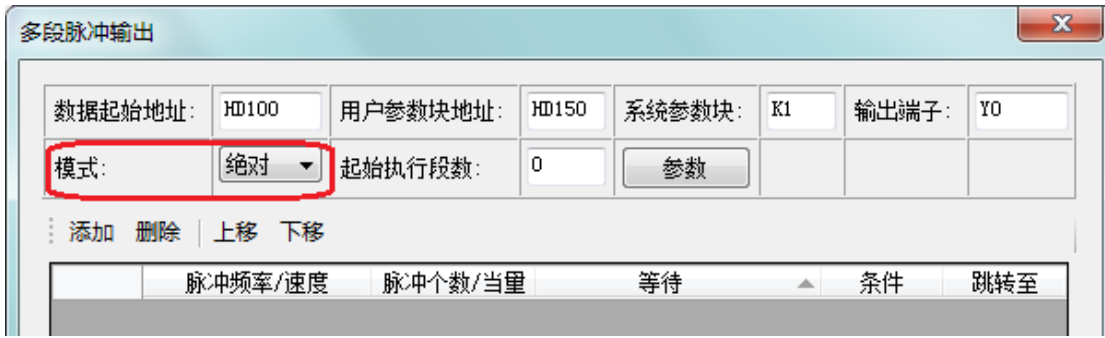 多段脉冲输出
数据起始地址: HD100 用户参数块地址: HD150 系统参数块: K1 输出端子: Y0
模式: 绝对 起始执行段数: 0 参数
添加 删除 上移 下移
脉冲频率/速度 脉冲个数/当量 等待 条件 跳转至